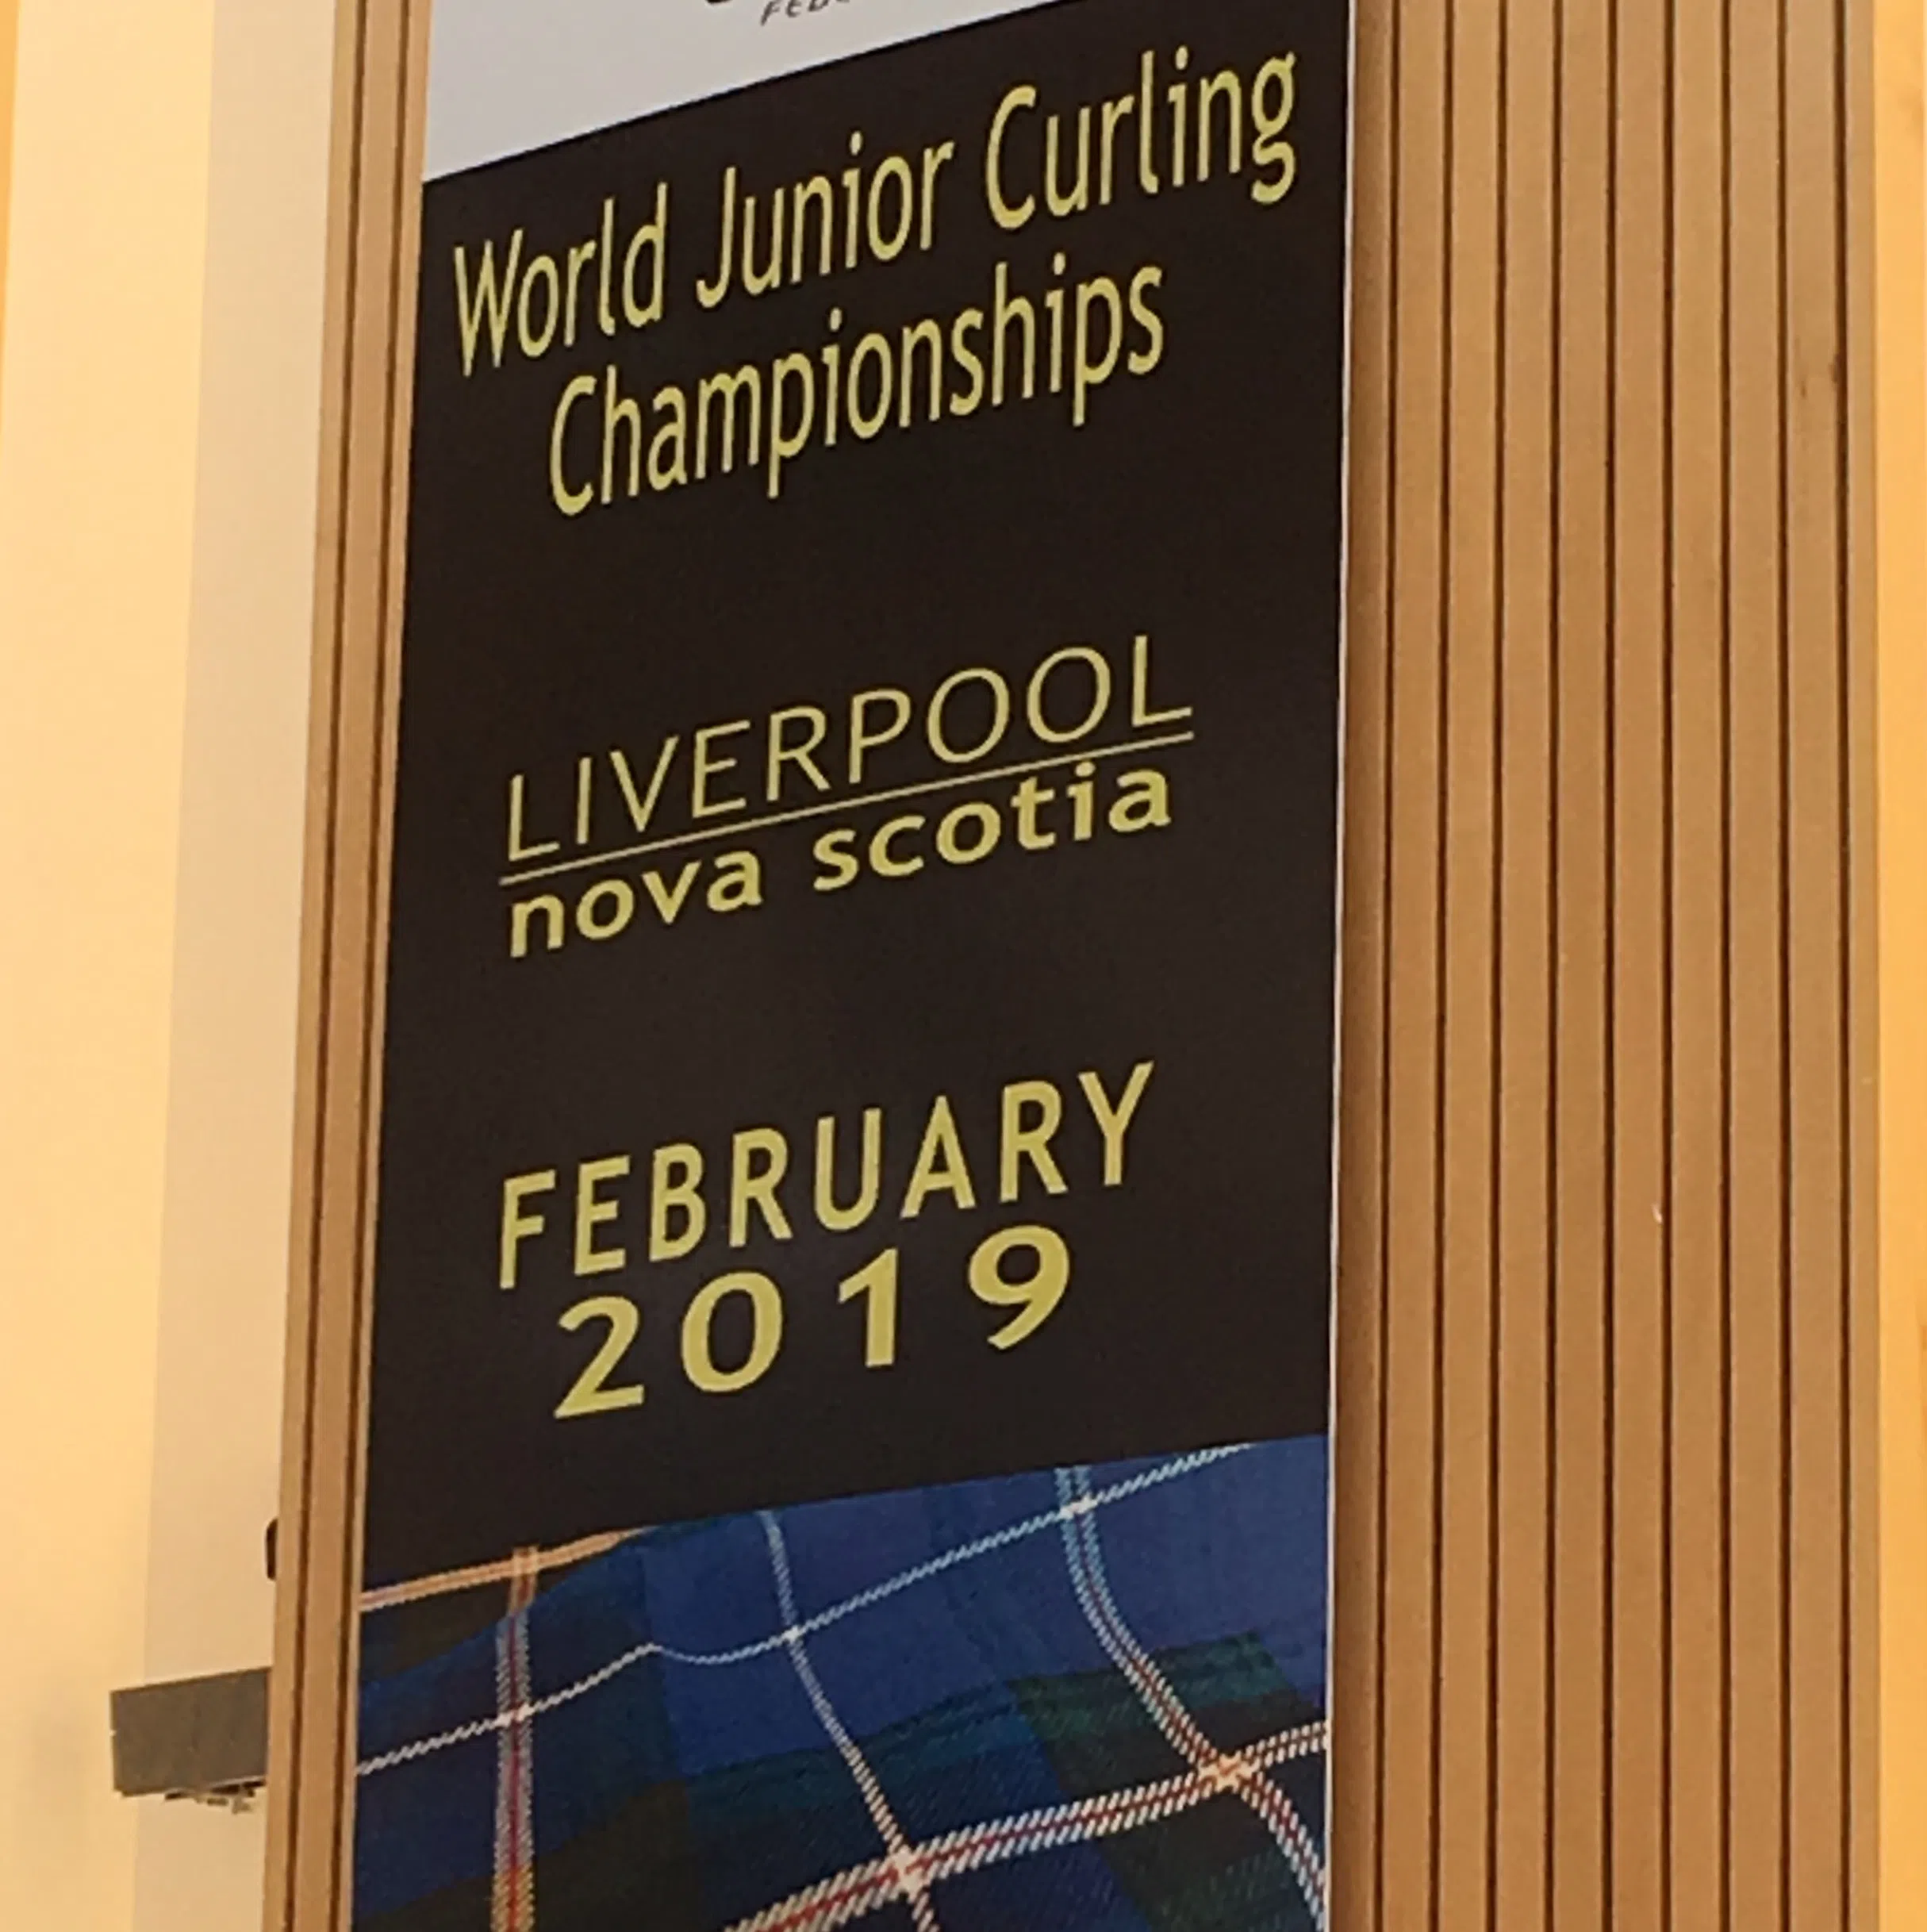 World Junior Curling
Championships
LIVERPOOL
nova scotia
FEBRUARY
2019